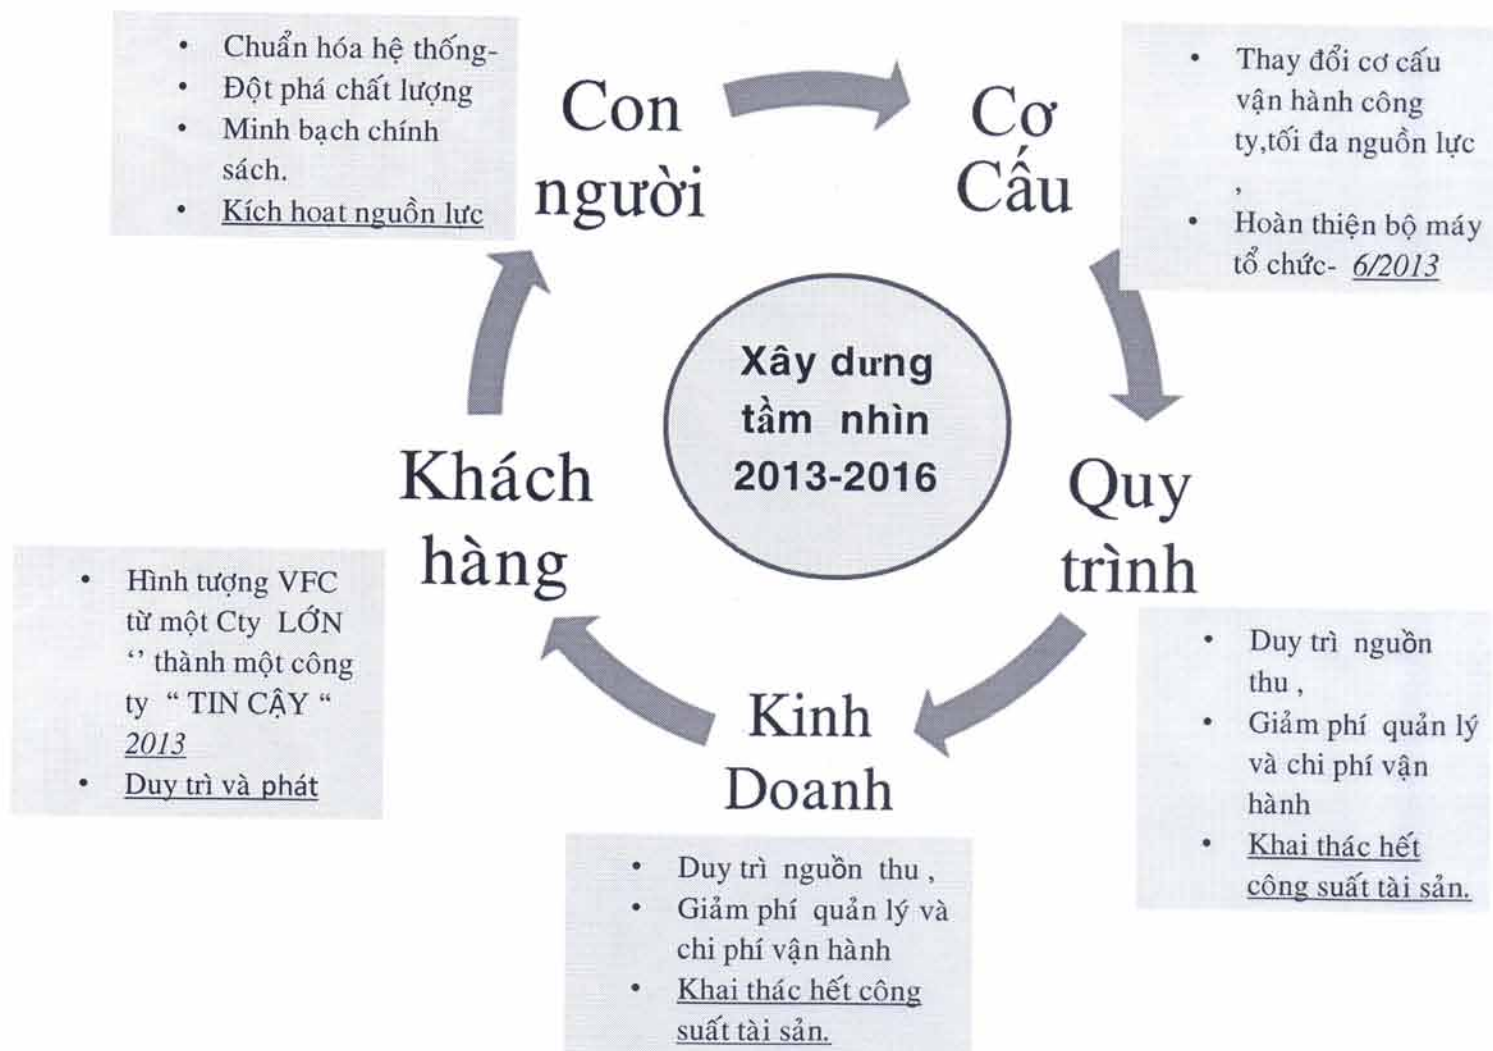 • Chuẩn hóa hệ thống-
• Đột phá chất lượng
• Minh bạch chính
sách.
• Kích hoạt nguồn lực
Con
người
Cơ
Cấu
• Thay đổi cơ cấu
vận hành công
ty,tối đa nguồn lực
,
• Hoàn thiện bộ máy
tổ chức- 6/2013
Xây dưng
tầm nhìn
2013-2016
Khách
hàng
Quy
trình
• Hình tượng VFC
từ một Cty LỚN
‘’ thành một công
ty “ TIN CẬY “
2013
• Duy trì và phát
• Duy trì nguồn
thu ,
• Giảm phí quản lý
và chi phí vận
hành
• Khai thác hết
công suất tài sản.
Kinh
Doanh
• Duy trì nguồn thu ,
• Giảm phí quản lý và
chi phí vận hành
• Khai thác hết công
suất tài sản.